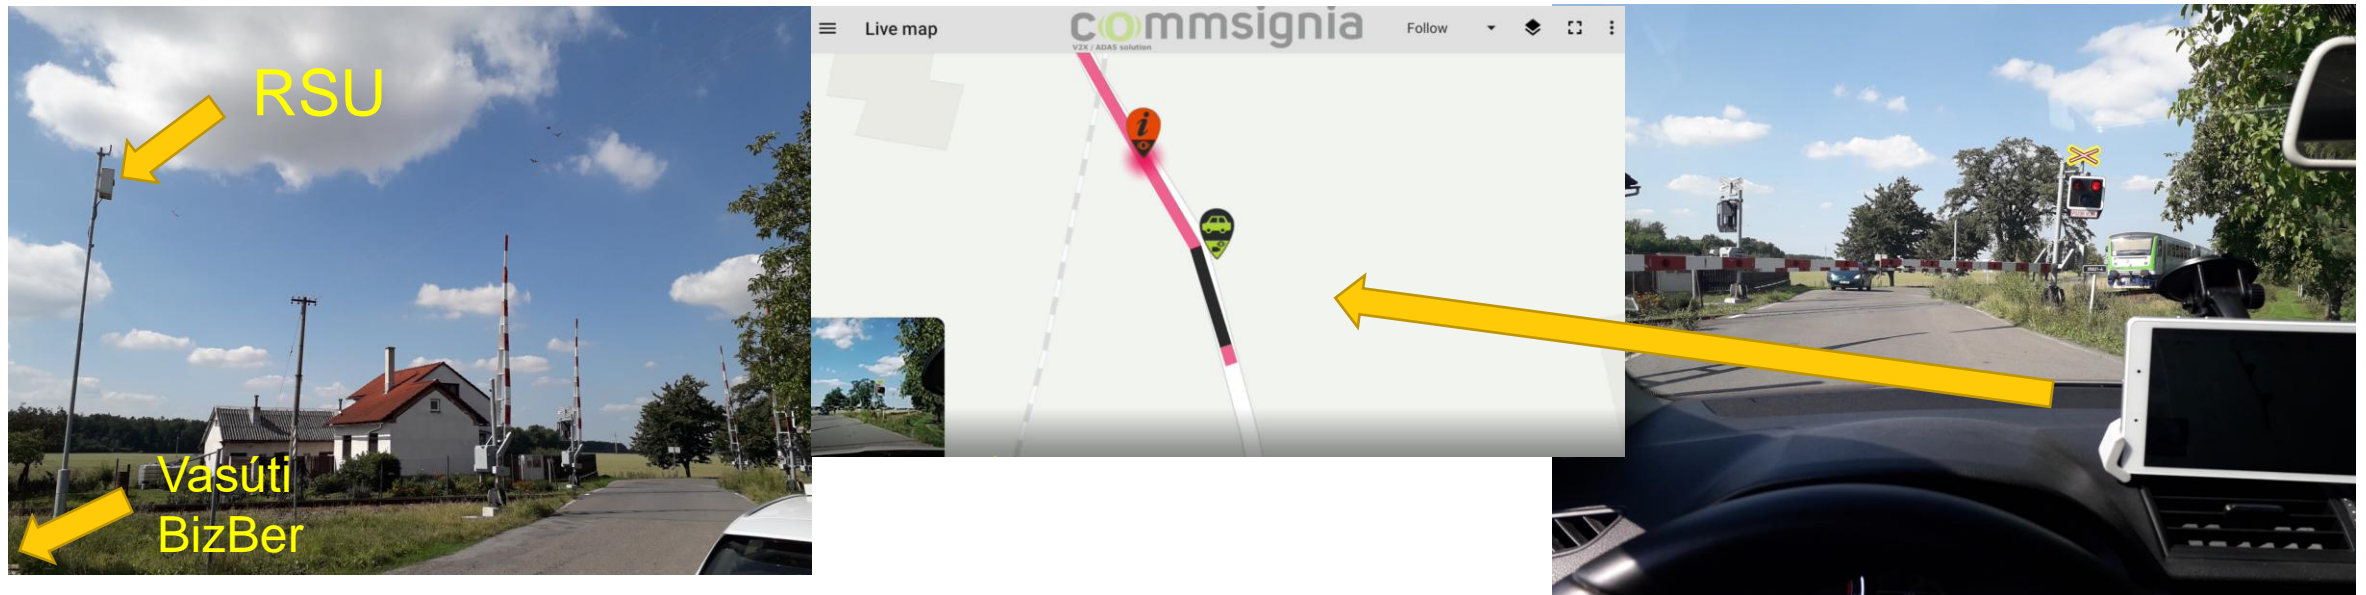 RSU
Vasúti
BizBer
Live map
commsignia
V2X / ADAS solution
Follow